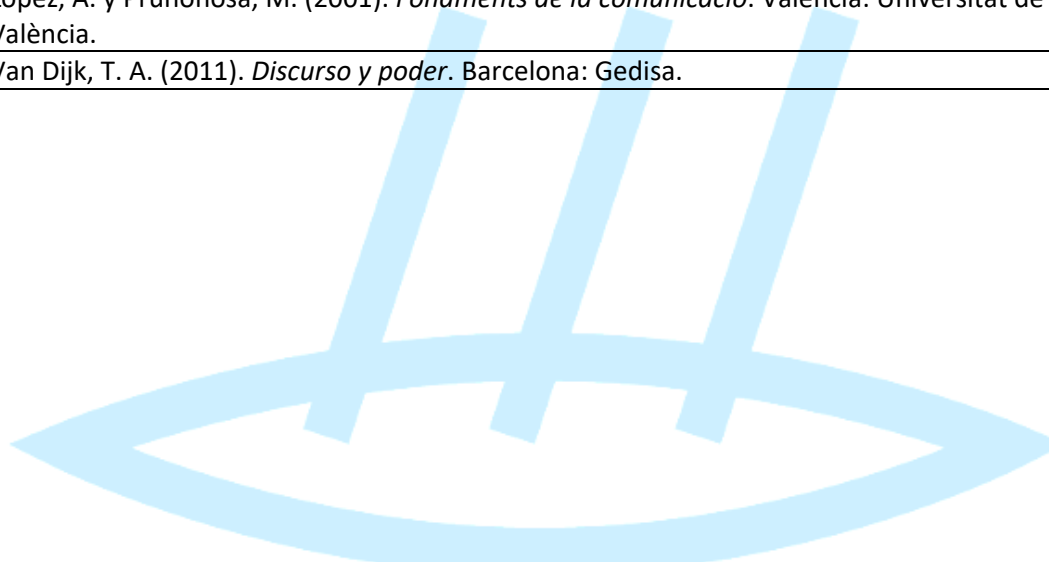 López, A. y Pruñonosa, M. (2001). Fonaments de la comunicació. València: Universitat de
València.
Van Dijk, T. A. (2011). Discurso y poder. Barcelona: Gedisa.